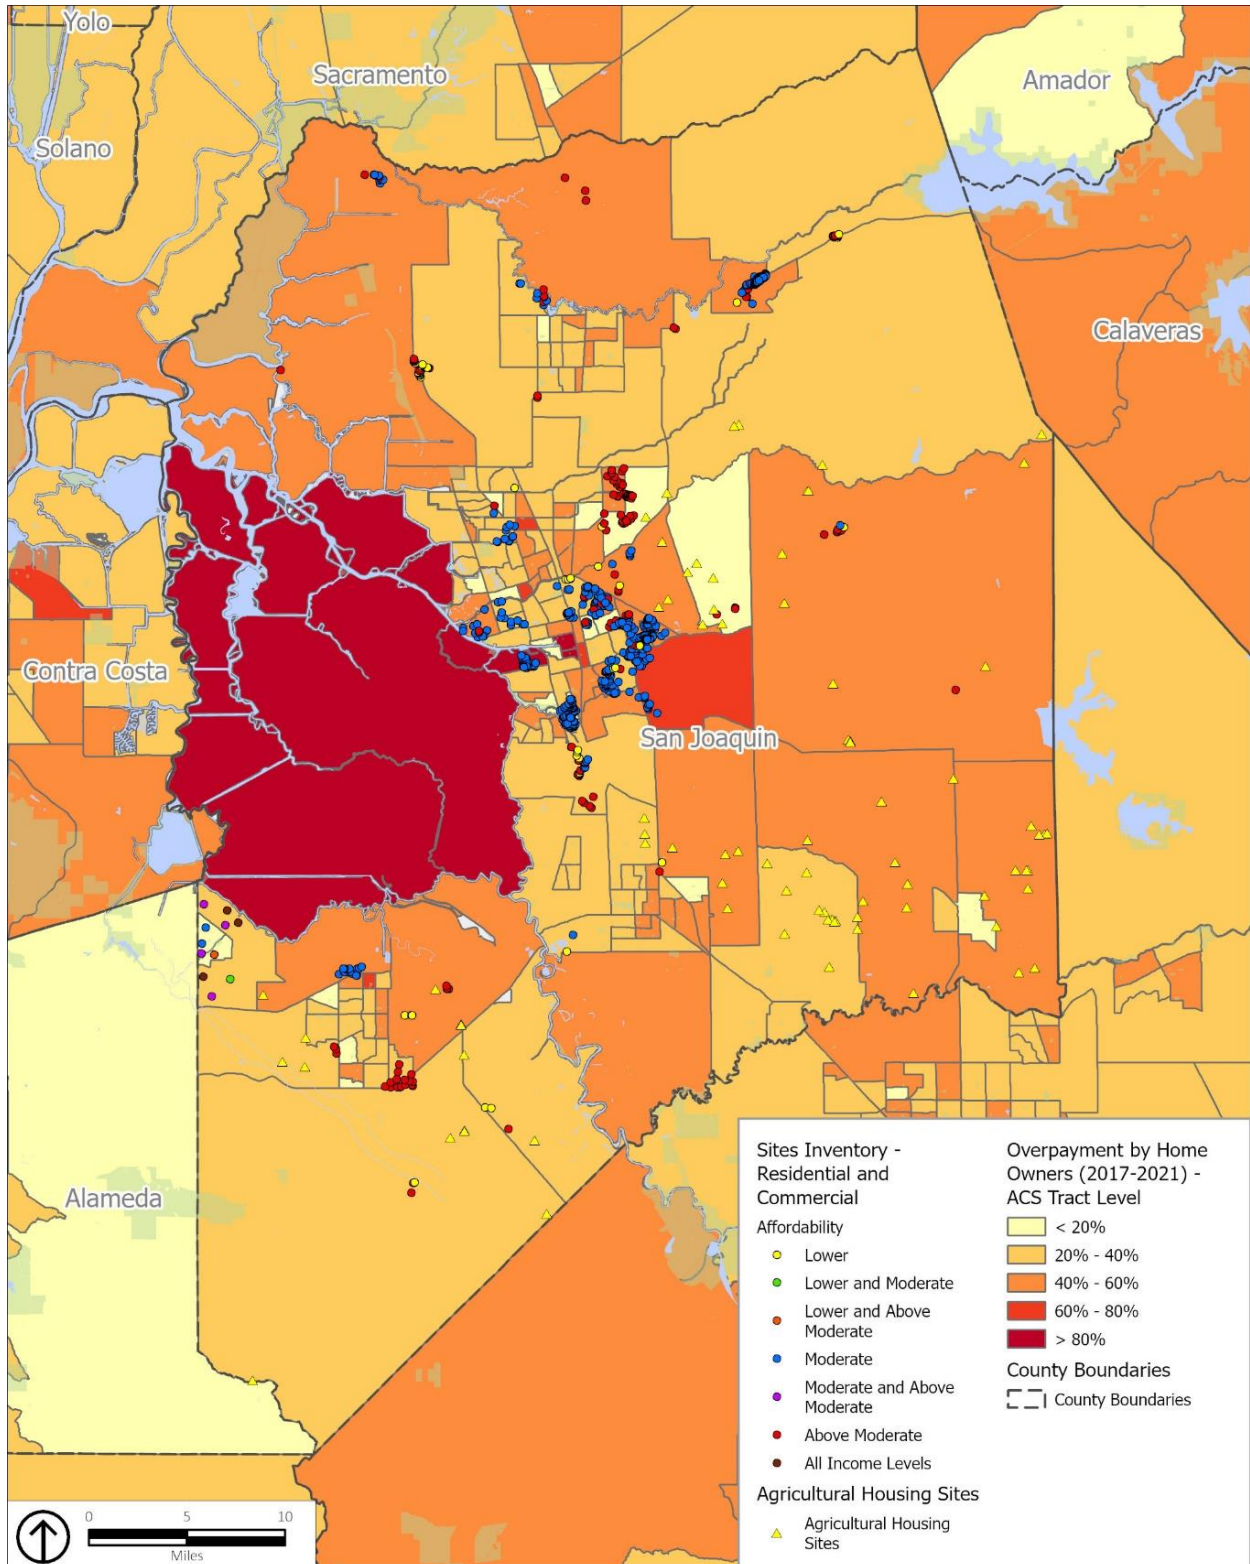 Yolo
Sacramento
Amador
Solano
Calaveras
Contra Costa
San Joaquin
Alameda
Sites Inventory -
Residential and
Commercial
Affordability
Lower
Lower and Moderate
Lower and Above
Moderate
Moderate
Moderate and Above
Moderate
Above Moderate
All Income Levels
Agricultural Housing Sites
Agricultural Housing
Sites
Overpayment by Home
Owners (2017-2021) -
ACS Tract Level
< 20%
20% - 40%
40% - 60%
60% - 80%
> 80%
County Boundaries
County Boundaries
0 5 10
Miles